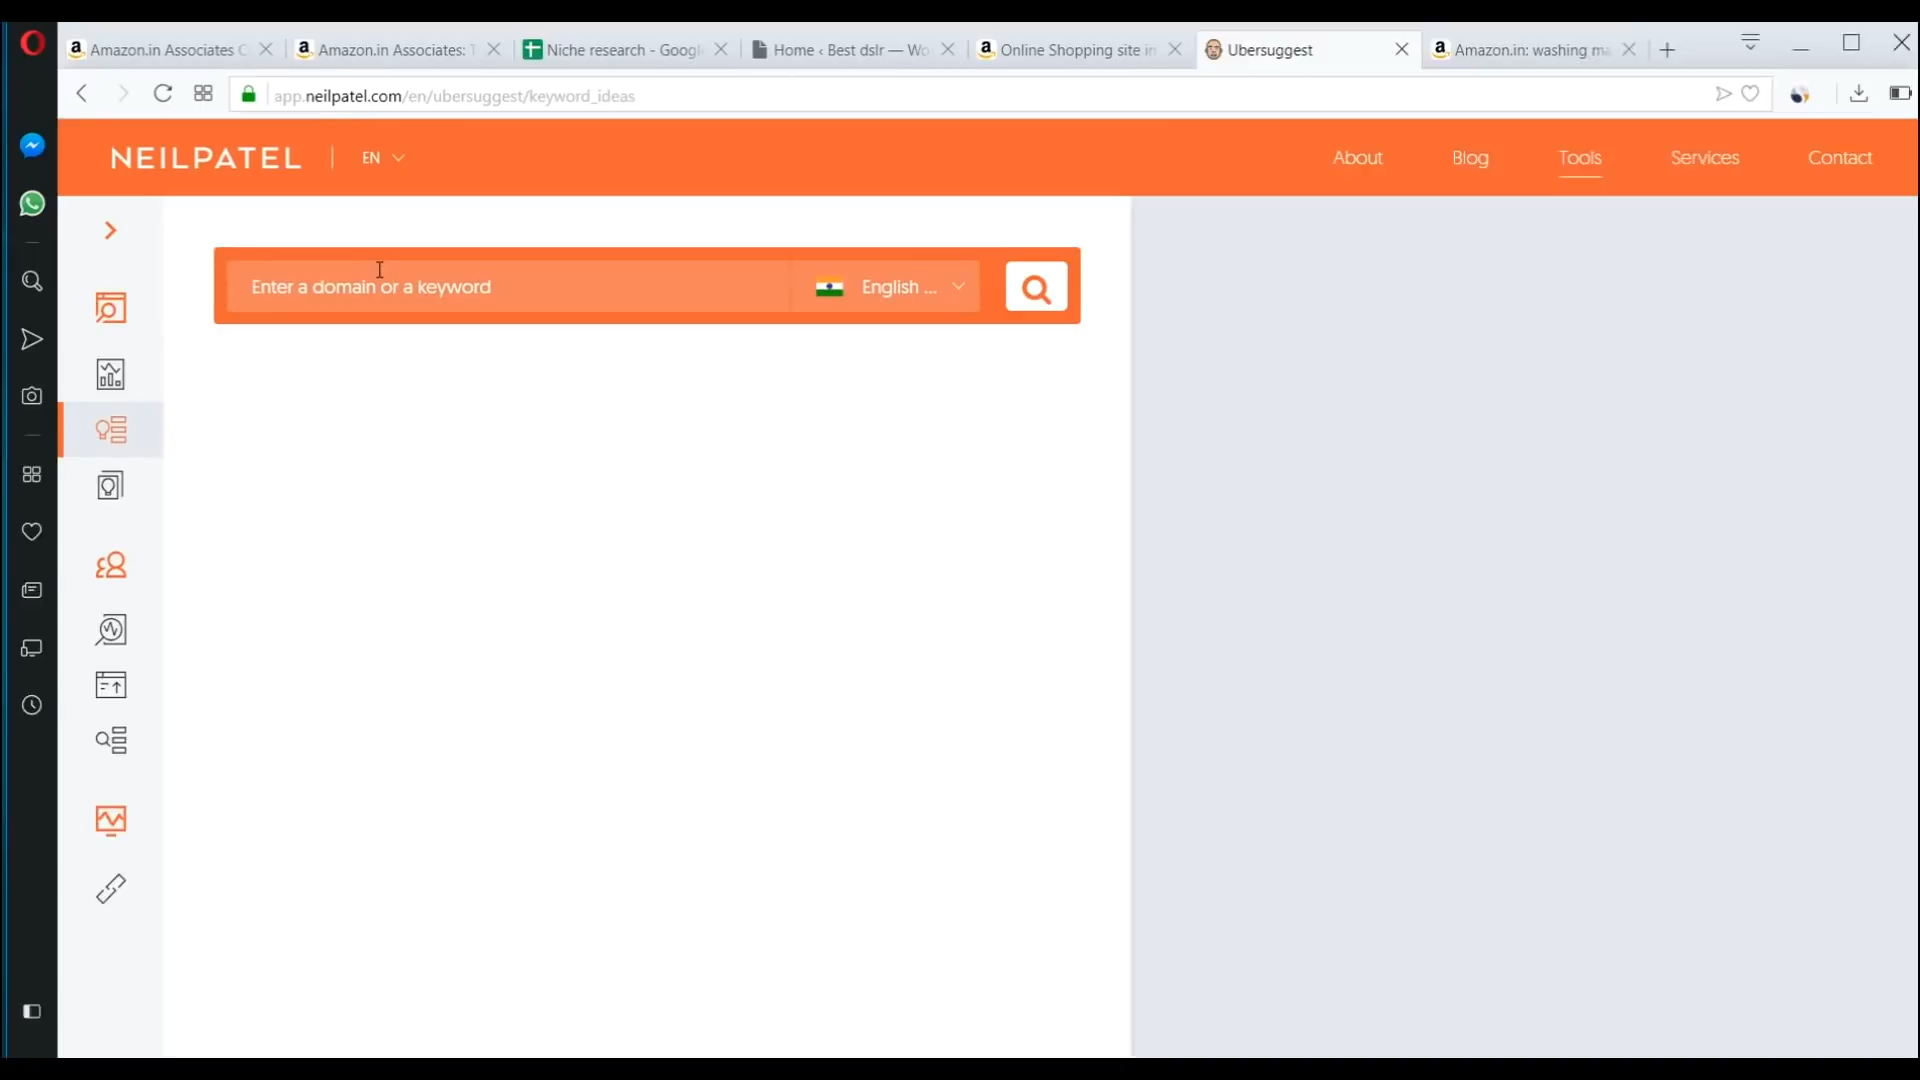 Amazon.in Associates C
Amazon.in Associates: T
Niche research - Googl
Home ‹ Best dslr — Wo
Online Shopping site in
Ubersuggest
Amazon.in: washing ma
app.neilpatel.com/en/ubersuggest/keyword_ideas
NEILPATEL
EN
About
Blog
Tools
Services
Contact
Enter a domain or a keyword
English ...